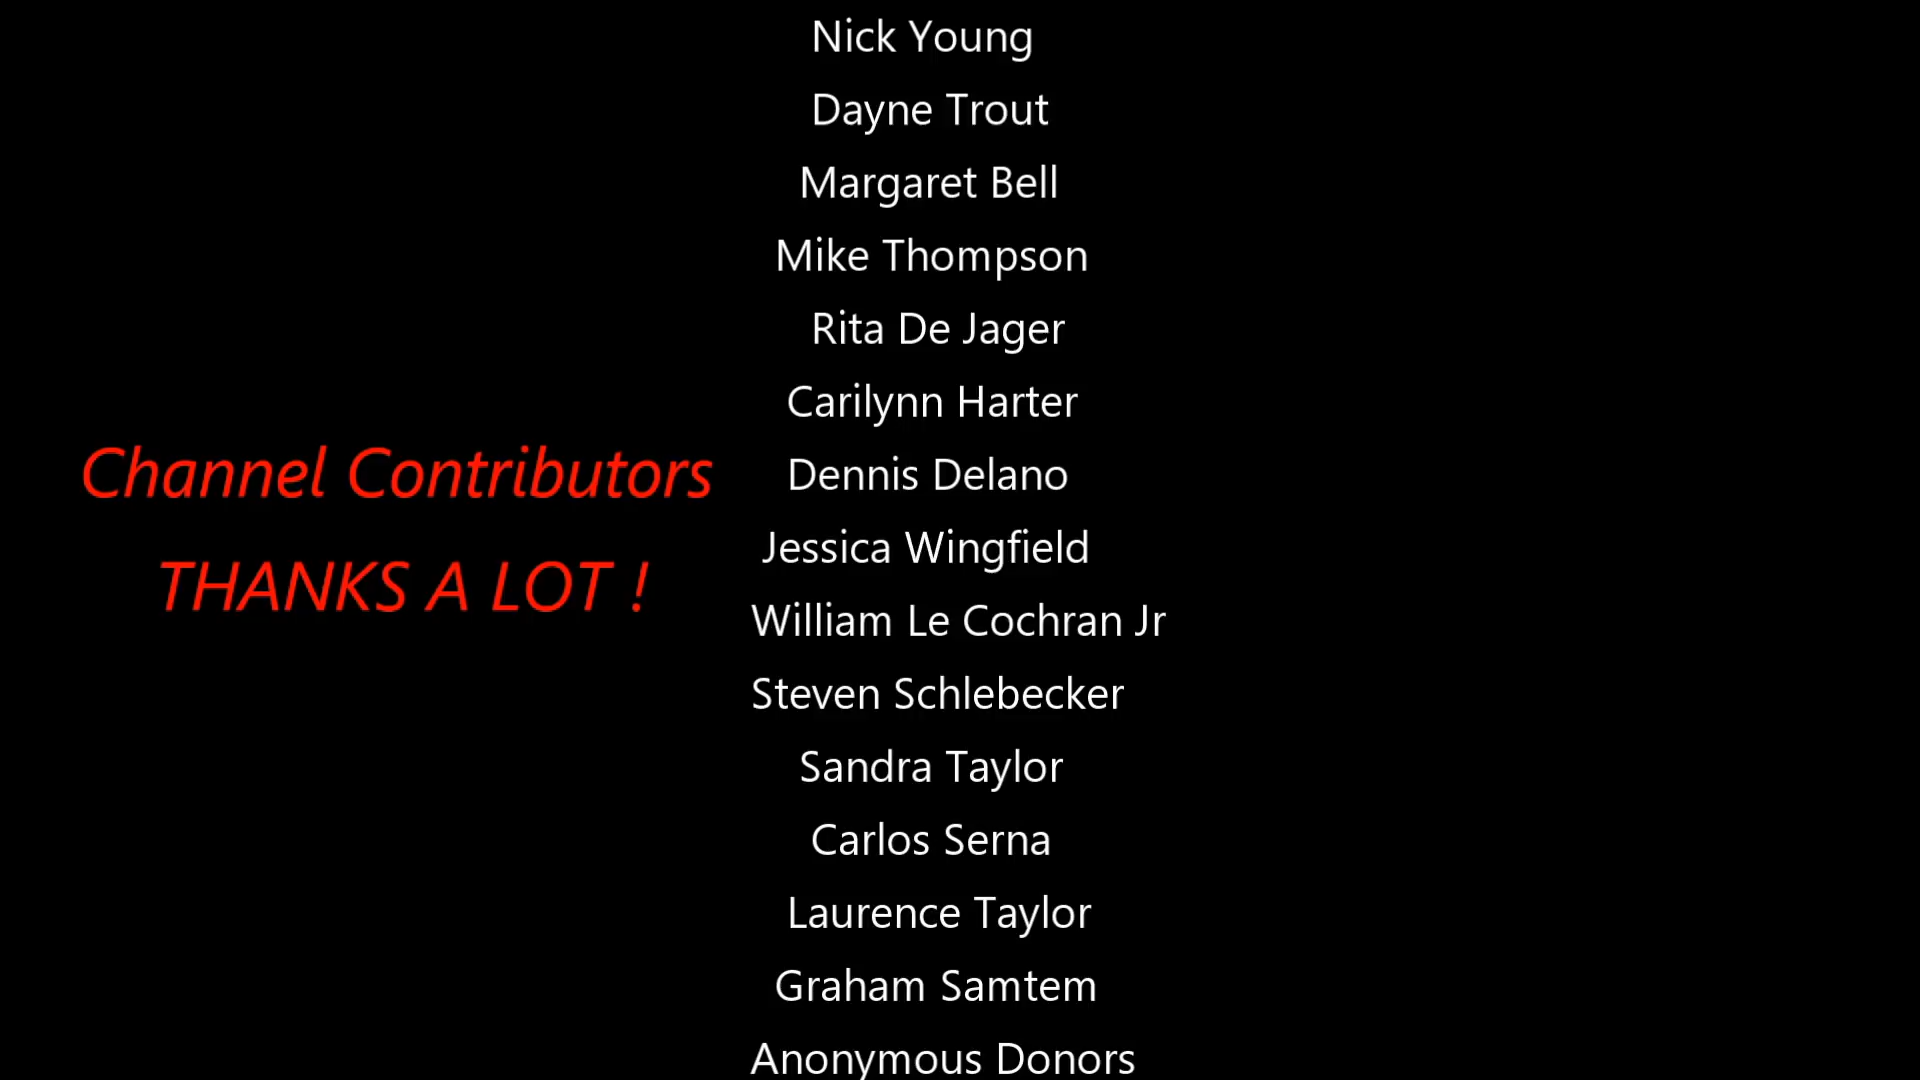 Channel Contributors
THANKS A LOT !
Nick Young
Dayne Trout
Margaret Bell
Mike Thompson
Rita De Jager
Carilynn Harter
Dennis Delano
Jessica Wingfield
William Le Cochran Jr
Steven Schlebecker
Sandra Taylor
Carlos Serna
Laurence Taylor
Graham Samtem
Anonymous Donors